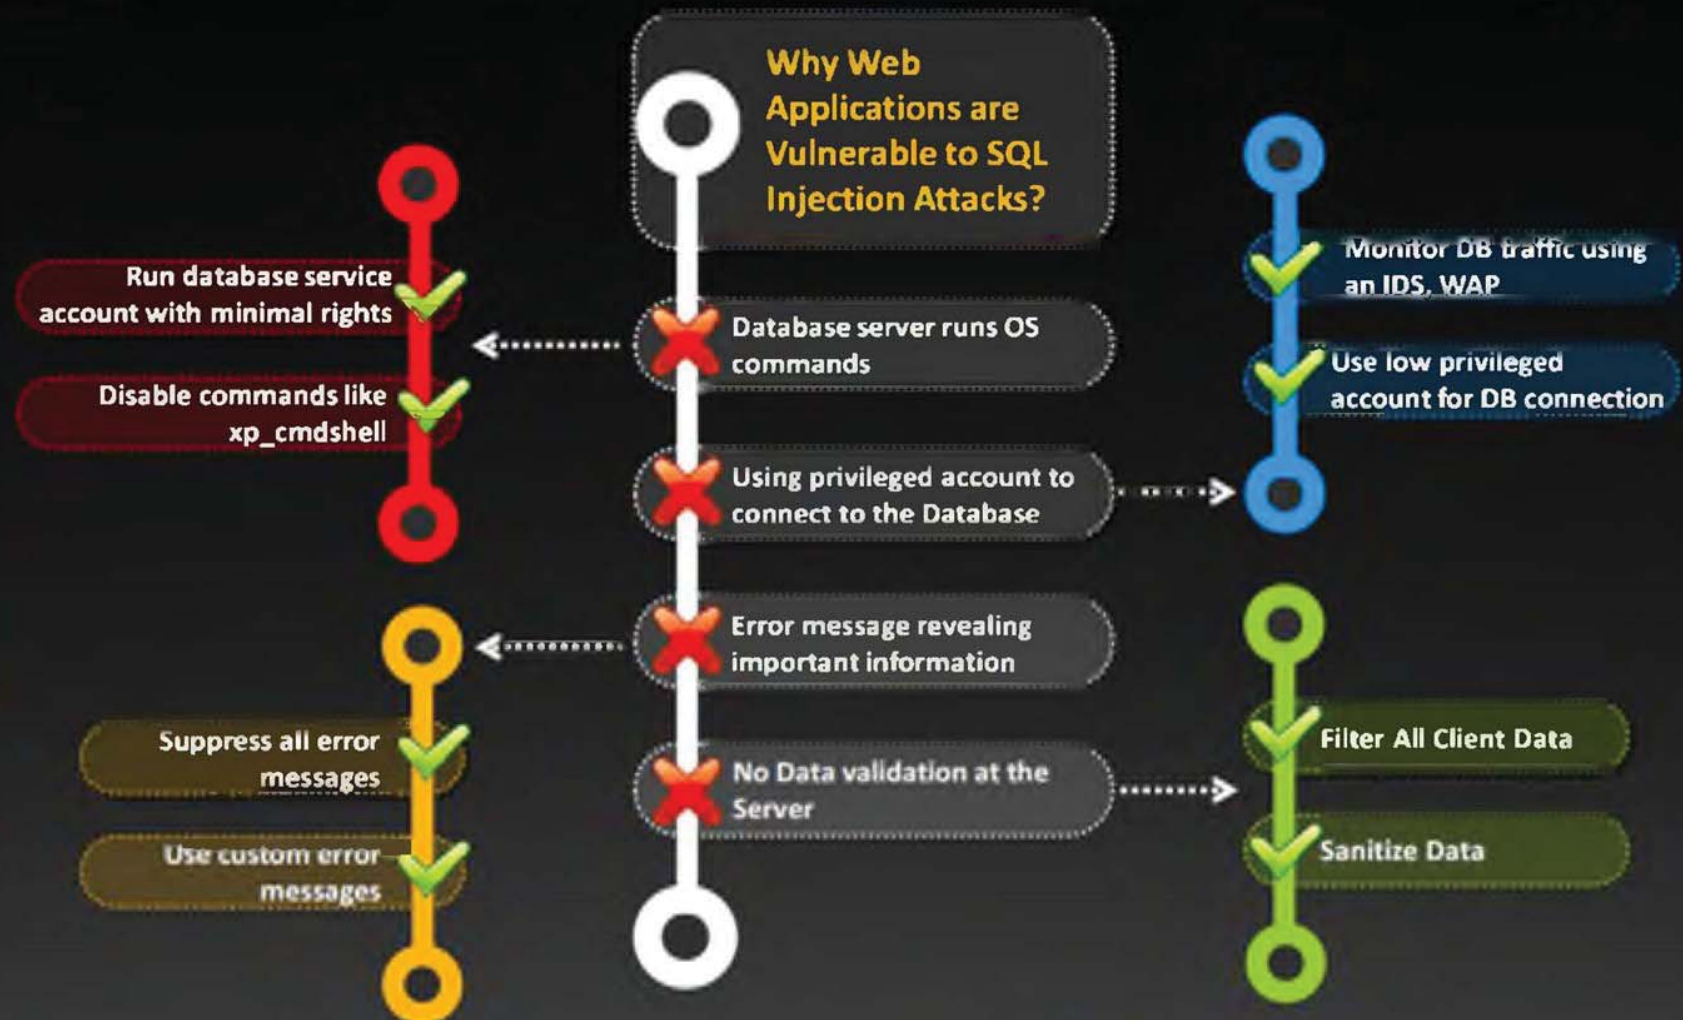 Why Web
Applications are
Vulnerable to SQL
Injection Attacks?
Run database service
account with minimal rights
Disable commands like
xp_cmdshell
Database server runs OS
commands
Using privileged account to
connect to the Database
Error message revealing
important information
No Data validation at the
Server
Monitor DB traffic using
an IDS, WAP
Use low privileged
account for DB connection
Suppress all error
messages
Use custom error
messages
Filter All Client Data
Sanitize Data